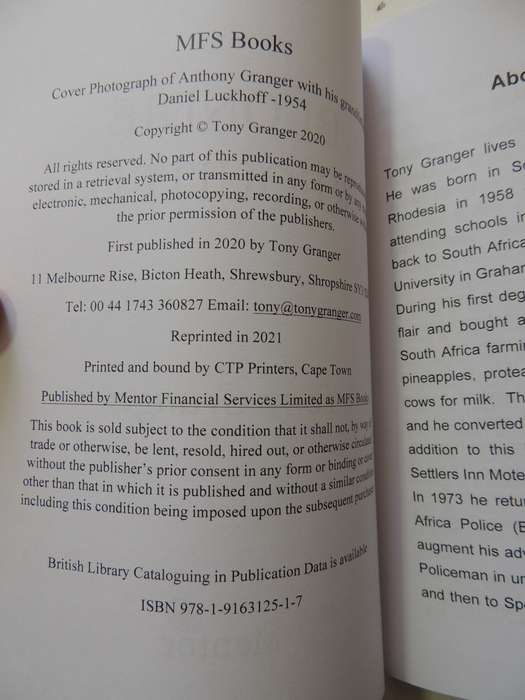 MFS Books
Cover Photograph of Anthony Granger with his
Daniel Luckhoff -1954
Copyright © Tony Granger 2020
All rights reserved. No part of this publication may be
stored in a retrieval system, or transmitted in any form or by
electronic, mechanical, photocopying, recording, or otherwise
the prior permission of the publishers.
First published in 2020 by Tony Granger
11 Melbourne Rise, Bicton Heath, Shrewsbury, Shropshire
Tel: 00 44 1743 360827 Email: tony@tonygranger.com
Reprinted in 2021
Printed and bound by CTP Printers, Cape Town
Published by Mentor Financial Services Limited as MFS Books
This book is sold subject to the condition that it shall not, by way of
trade or otherwise, be lent, resold, hired out, or otherwise
without the publisher's prior consent in any form or binding or cover
other than that in which it is published and without a similar condition
including this condition being imposed upon the subsequent
British Library Cataloguing in Publication Data is available
ISBN 978-1-9163125-1-7
Abo
Tony Granger lives
He was born in So
Rhodesia in 1958
attending schools in
back to South Africa
University in Graham
During his first deg
flair and bought a
South Africa farmin
pineapples, protea
cows for milk. Th
and he converted
addition to this
Settlers Inn Mote
In 1973 he retu
Africa Police (B
augment his adv
Policeman in ur
and then to Spe